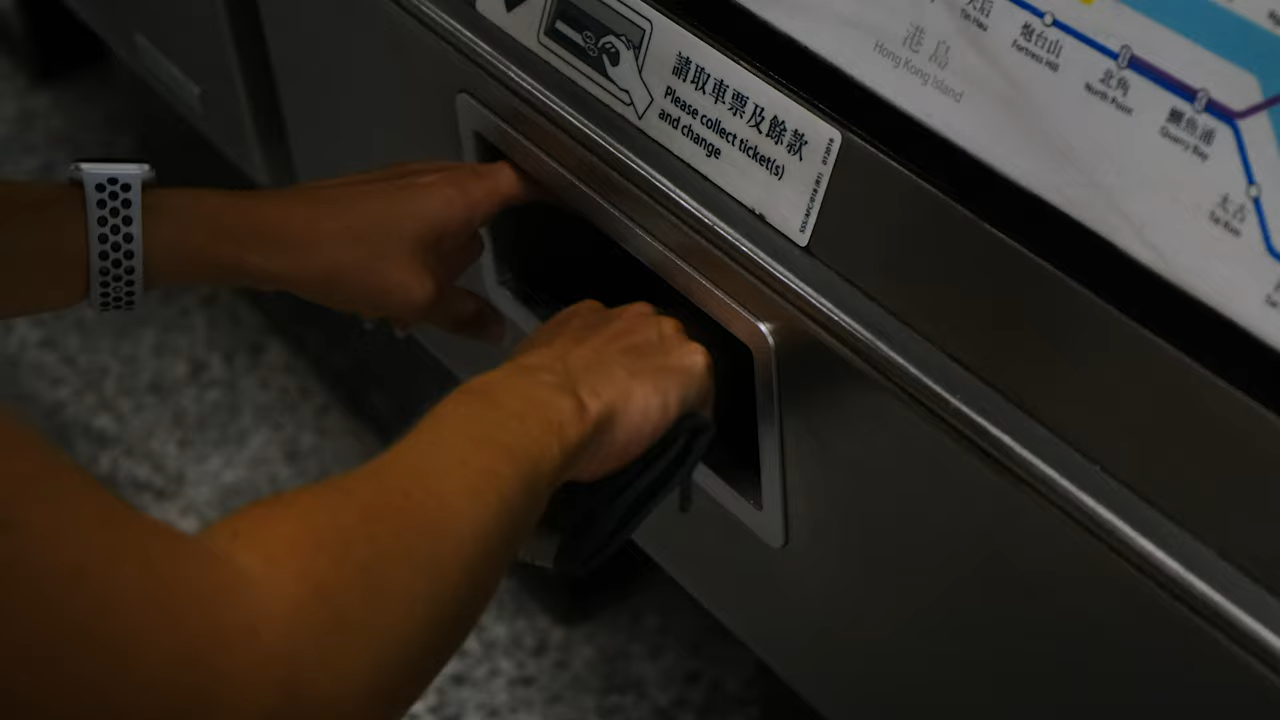 請取車票及餘款
Please collect ticket(s)
and change
港島
Hong Kong Island
天后
Tin Hau
炮台山
Fortress Hill
北角
North Point
鰂魚涌
Quarry Bay
太古
Tai Koo